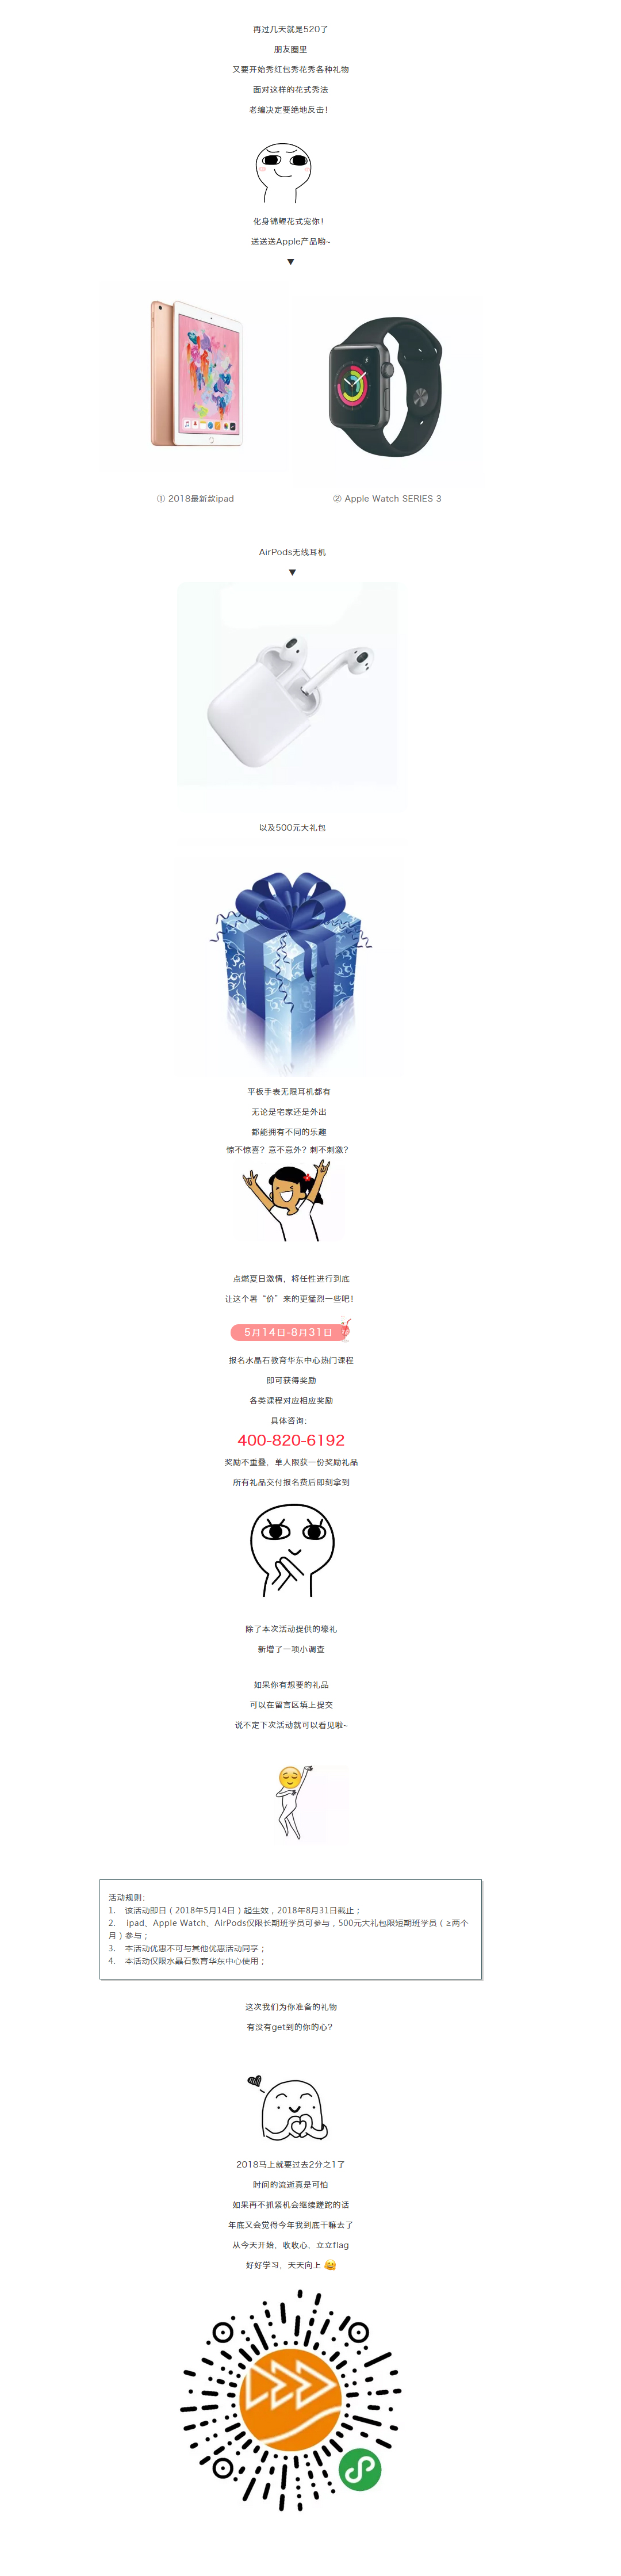 再过几天就是520了
朋友圈里
又要开始秀红包秀花秀各种礼物
面对这样的花式秀法
老编决定要绝地反击！
化身锦鲤花式宠你！
送送送Apple产品哟~
▼
① 2018最新款ipad
② Apple Watch SERIES 3
AirPods无线耳机
▼
以及500元大礼包
平板手表无限耳机都有
无论是宅家还是外出
都能拥有不同的乐趣
惊不惊喜？意不意外？刺不刺激？
点燃夏日激情，将任性进行到底
让这个暑“价”来的更猛烈一些吧！
5月14日-8月31日
报名水晶石教育华东中心热门课程
即可获得奖励
各类课程对应相应奖励
具体咨询：
400-820-6192
奖励不重叠，单人限获一份奖励礼品
所有礼品交付报名费后即刻拿到
除了本次活动提供的壕礼
新增了一项小调查
如果你有想要的礼品
可以在留言区填上提交
说不定下次活动就可以看见啦~
活动规则：
1. 该活动即日（2018年5月14日）起生效，2018年8月31日截止；
2. ipad、Apple Watch、AirPods仅限长期班学员可参与，500元大礼包限短期班学员（≥两个
月）参与；
3. 本活动优惠不可与其他优惠活动同享；
4. 本活动仅限水晶石教育华东中心使用；
这次我们为你准备的礼物
有没有get到的你的心？
2018马上就要过去2分之1了
时间的流逝真是可怕
如果再不抓紧机会继续蹉跎的话
年底又会觉得今年我到底干嘛去了
从今天开始，收收心、立立flag
好好学习，天天向上